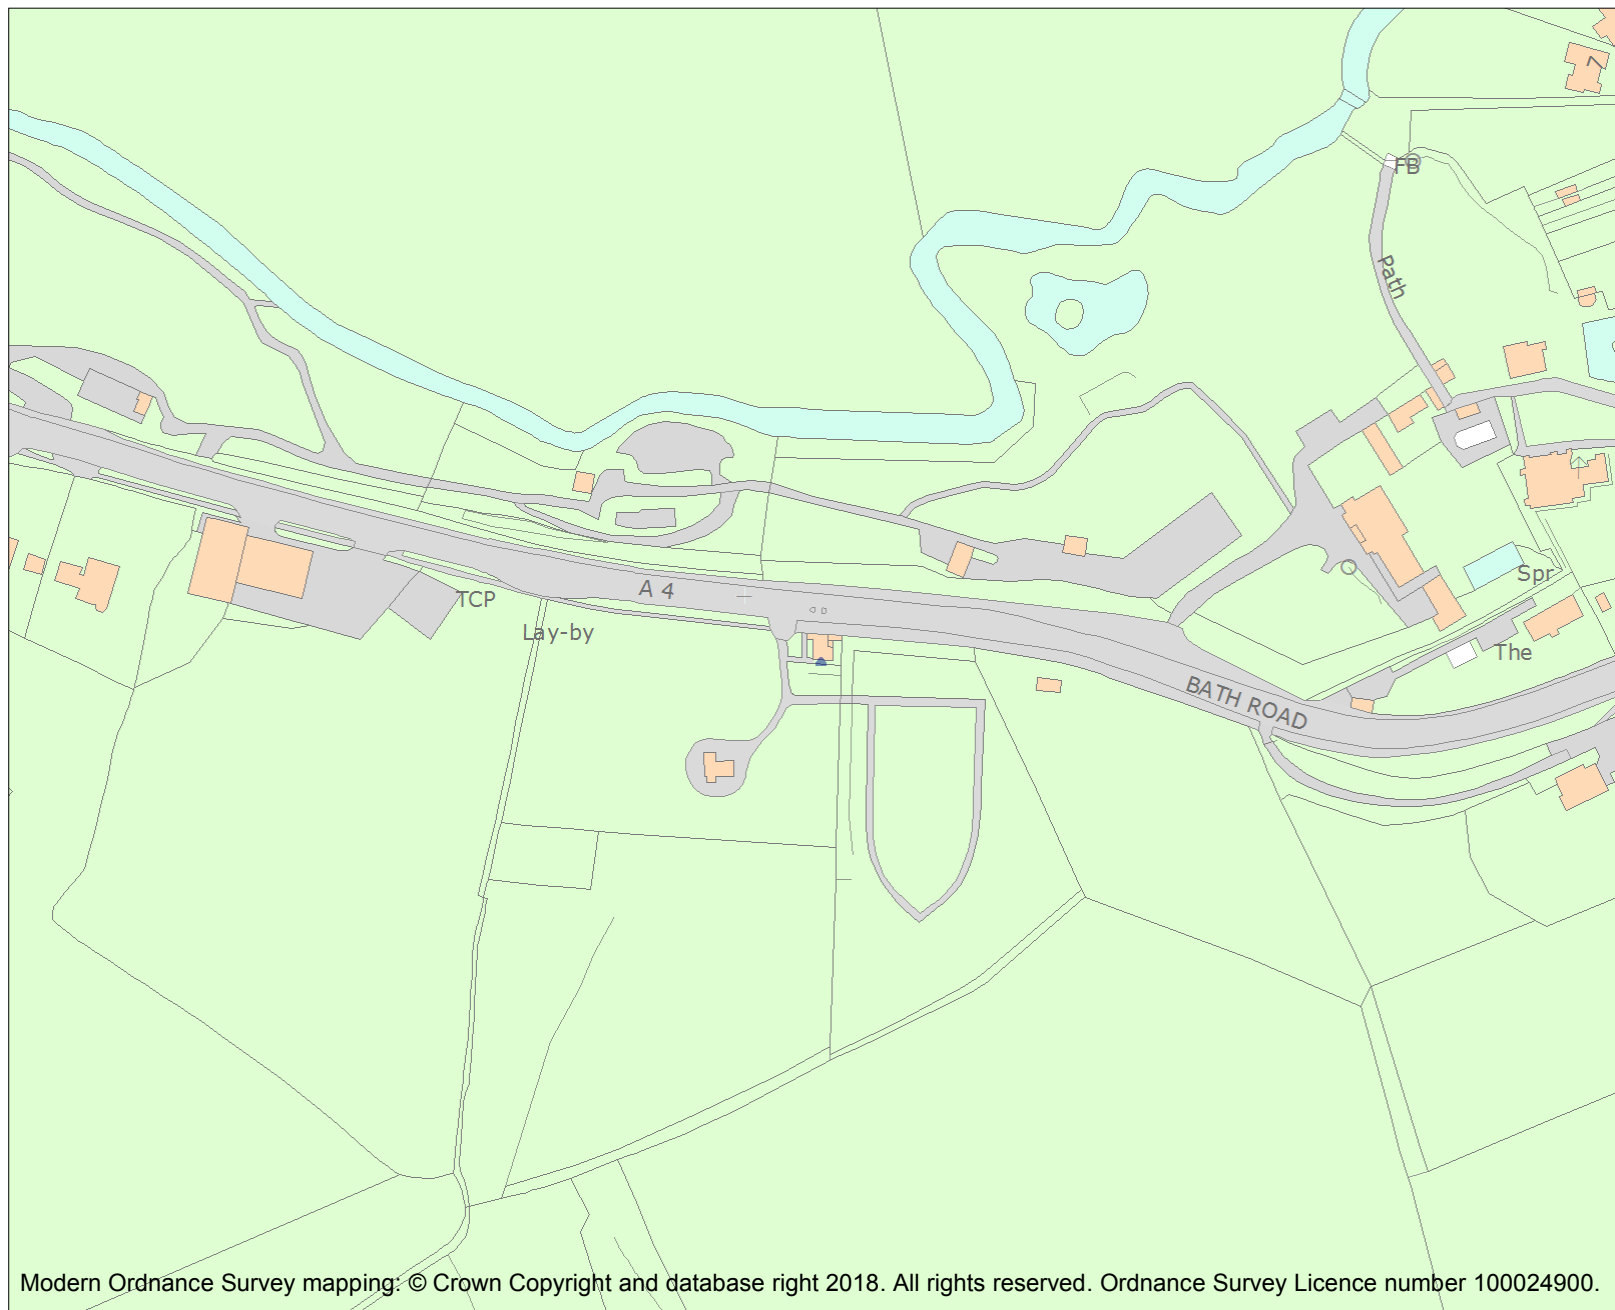 7
FB
Path
A 4
TCP
Lay-by
Spr
The
BATH ROAD
Modern Ordnance Survey mapping: © Crown Copyright and database right 2018. All rights reserved. Ordnance Survey Licence number 100024900.